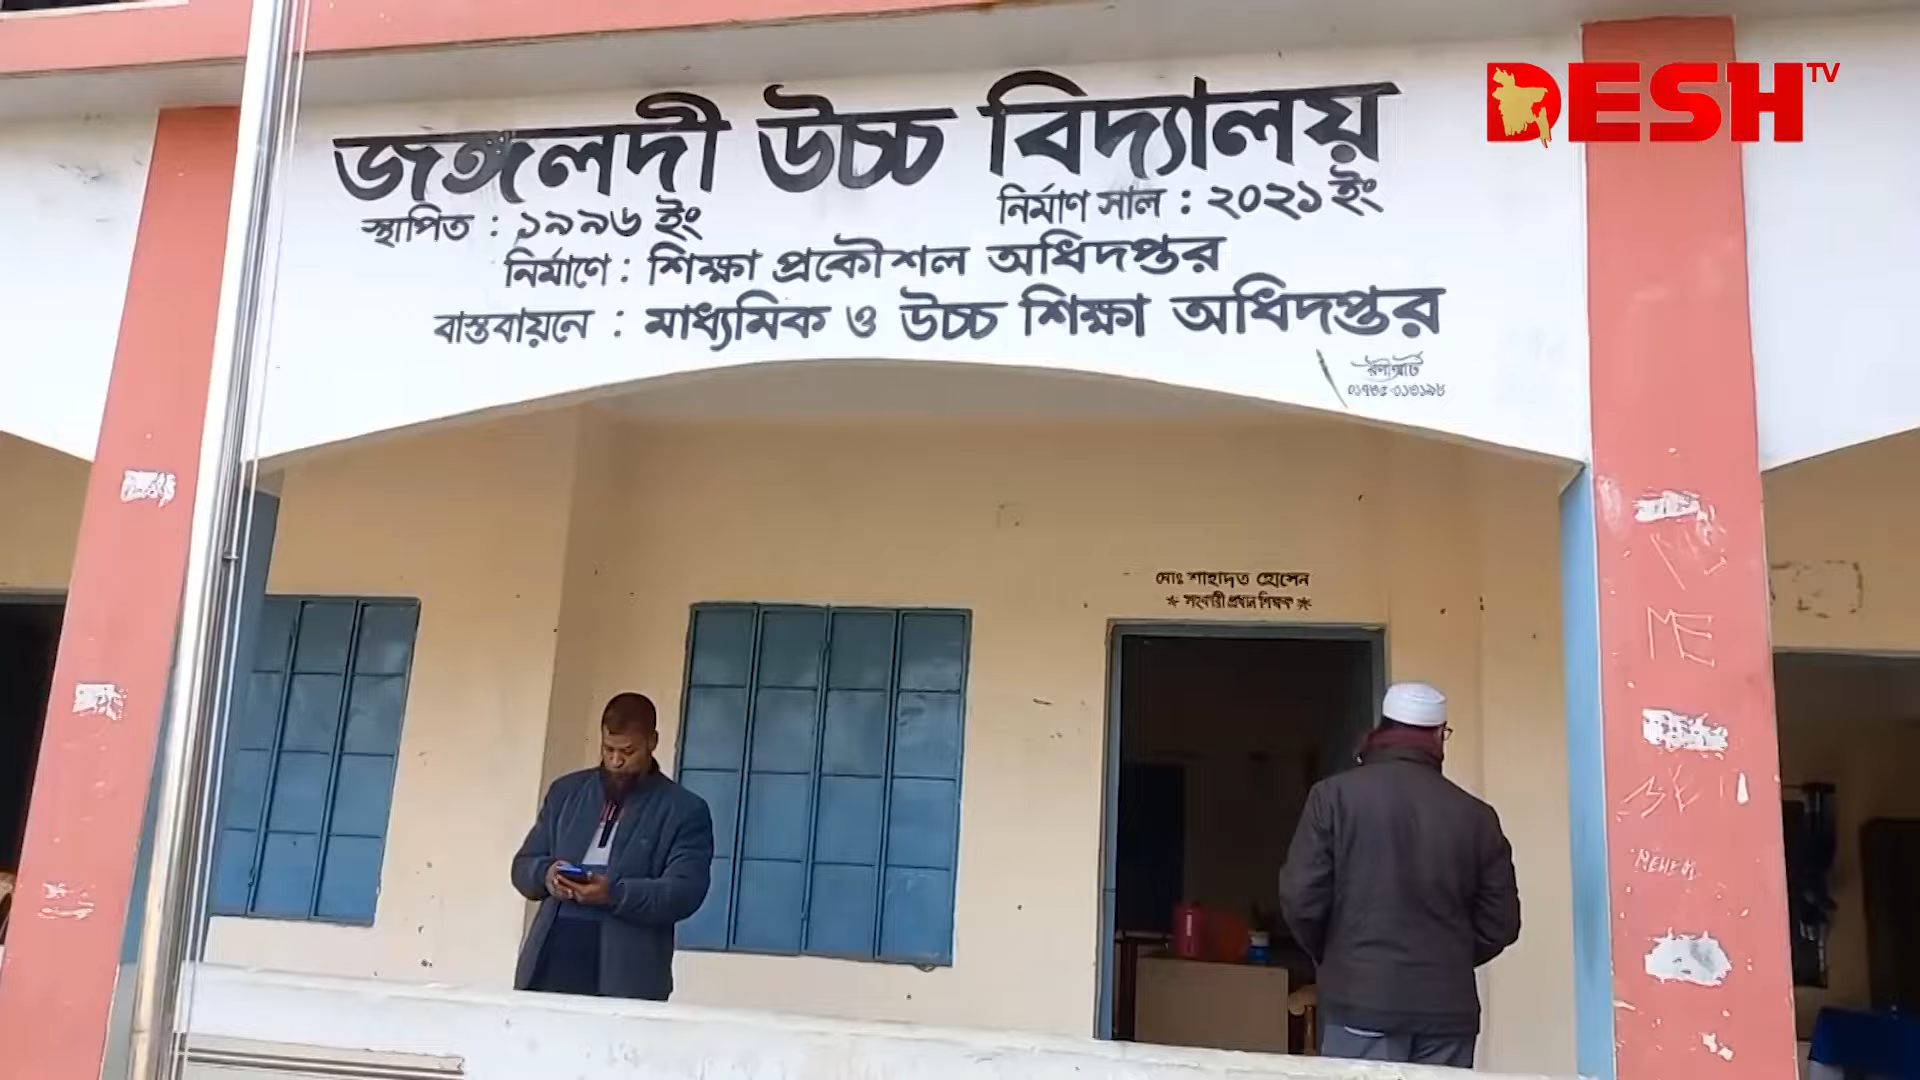 DESH TV
জঙ্গলদী উচ্চ বিদ্যালয়
স্থাপিত : ১৯৯৬ ইং
নির্মাণ সাল : ২০২১ ইং
নির্মাণে : শিক্ষা প্রকৌশল অধিদপ্তর
বাস্তবায়নে : মাধ্যমিক ও উচ্চ শিক্ষা অধিদপ্তর
মোঃ শাহাদত হোসেন
* সহকারী প্রধান শিক্ষক *